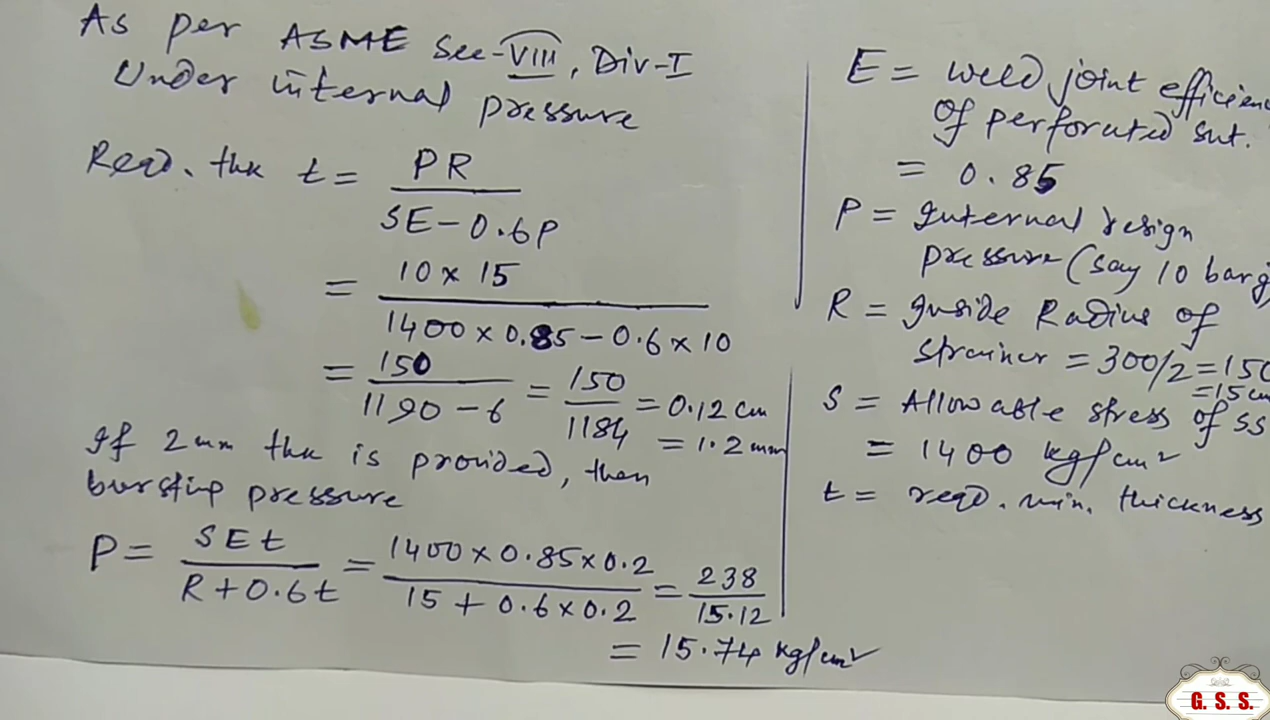 As per ASME Sec-VIII, Div-I
Under internal pressure
Reqd. thk t = PR / SE - 0.6P
= 10 x 15 / 1400 x 0.85 - 0.6 x 10
= 150 / 1190 - 6 = 150 / 1184 = 0.12 cm
= 1.2 mm
If 2 mm thk is provided, then
bursting pressure
P = SEt / R + 0.6t = 1400 x 0.85 x 0.2 / 15 + 0.6 x 0.2 = 238 / 15.12
= 15.74 kgf/cm²
E = weld joint efficien
of perforated sht.
= 0.85
P = Internal design
pressure (say 10 barg)
R = Inside Radius of
strainer = 300/2 = 150
= 15 cm
S = Allowable stress of SS
= 1400 kgf/cm²
t = reqd. min. thickness
G. S. S.